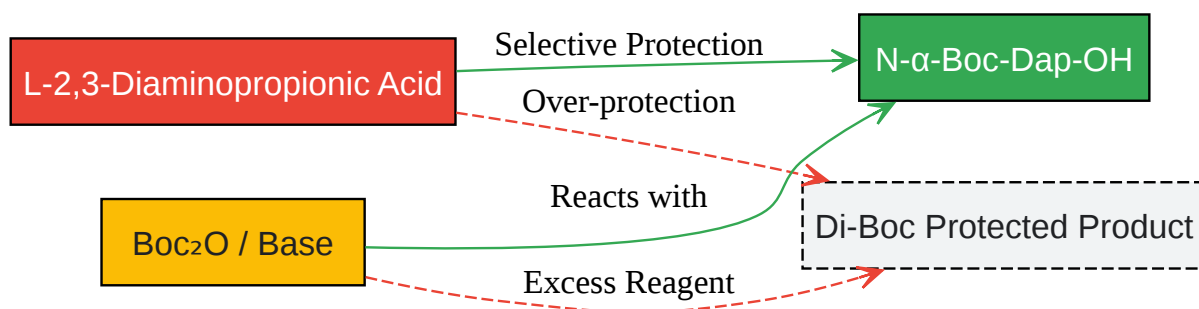 Selective Protection
N-α-Boc-Dap-OH
L-2,3-Diaminopropionic Acid
Over-protection
Reacts with
Di-Boc Protected Product
Boc₂O / Base
Excess Reagent